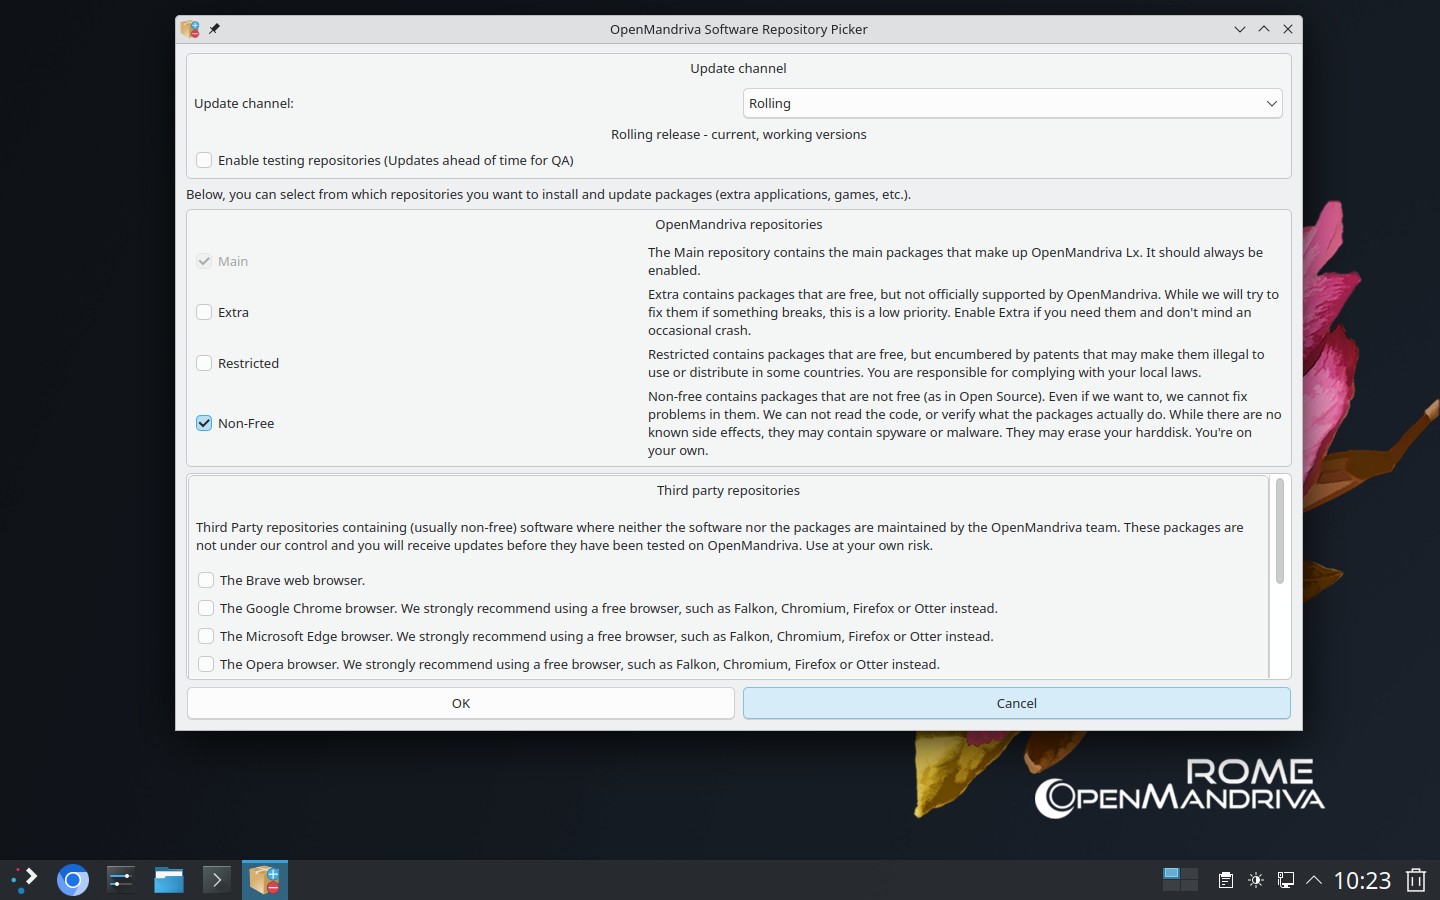 OpenMandriva Software Repository Picker
Update channel
Update channel:
Rolling
Rolling release - current, working versions
Enable testing repositories (Updates ahead of time for QA)
Below, you can select from which repositories you want to install and update packages (extra applications, games, etc.).
OpenMandriva repositories
Main
The Main repository contains the main packages that make up OpenMandriva Lx. It should always be
enabled.
Extra
Extra contains packages that are free, but not officially supported by OpenMandriva. While we will try to
fix them if something breaks, this is a low priority. Enable Extra if you need them and don't mind an
occasional crash.
Restricted
Restricted contains packages that are free, but encumbered by patents that may make them illegal to
use or distribute in some countries. You are responsible for complying with your local laws.
Non-Free
Non-free contains packages that are not free (as in Open Source). Even if we want to, we cannot fix
problems in them. We can not read the code, or verify what the packages actually do. While there are no
known side effects, they may contain spyware or malware. They may erase your harddisk. You're on
your own.
Third party repositories
Third Party repositories containing (usually non-free) software where neither the software nor the packages are maintained by the OpenMandriva team. These packages are
not under our control and you will receive updates before they have been tested on OpenMandriva. Use at your own risk.
The Brave web browser.
The Google Chrome browser. We strongly recommend using a free browser, such as Falkon, Chromium, Firefox or Otter instead.
The Microsoft Edge browser. We strongly recommend using a free browser, such as Falkon, Chromium, Firefox or Otter instead.
The Opera browser. We strongly recommend using a free browser, such as Falkon, Chromium, Firefox or Otter instead.
OK
Cancel
ROME
OPENMANDRIVA
10:23